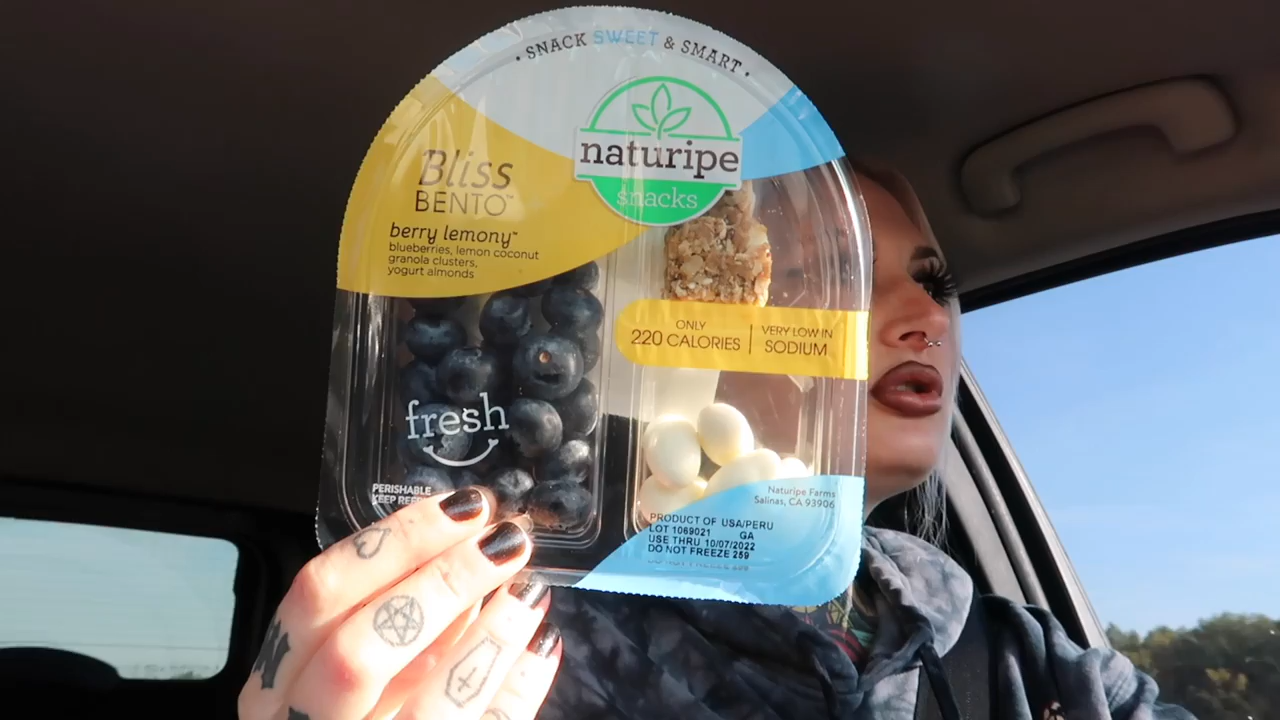 · SNACK SWEET & SMART ·
naturipe
snacks
Bliss
BENTO™
berry lemony™
blueberries, lemon coconut
granola clusters,
yogurt almonds
ONLY
220 CALORIES
VERY LOW IN
SODIUM
fresh
PERISHABLE
KEEP
Naturipe Farms
Salinas, CA 93906
PRODUCT OF USA/PERU
LOT 1069021 GA
USE THRU 10/07/2022
DO NOT FREEZE 259